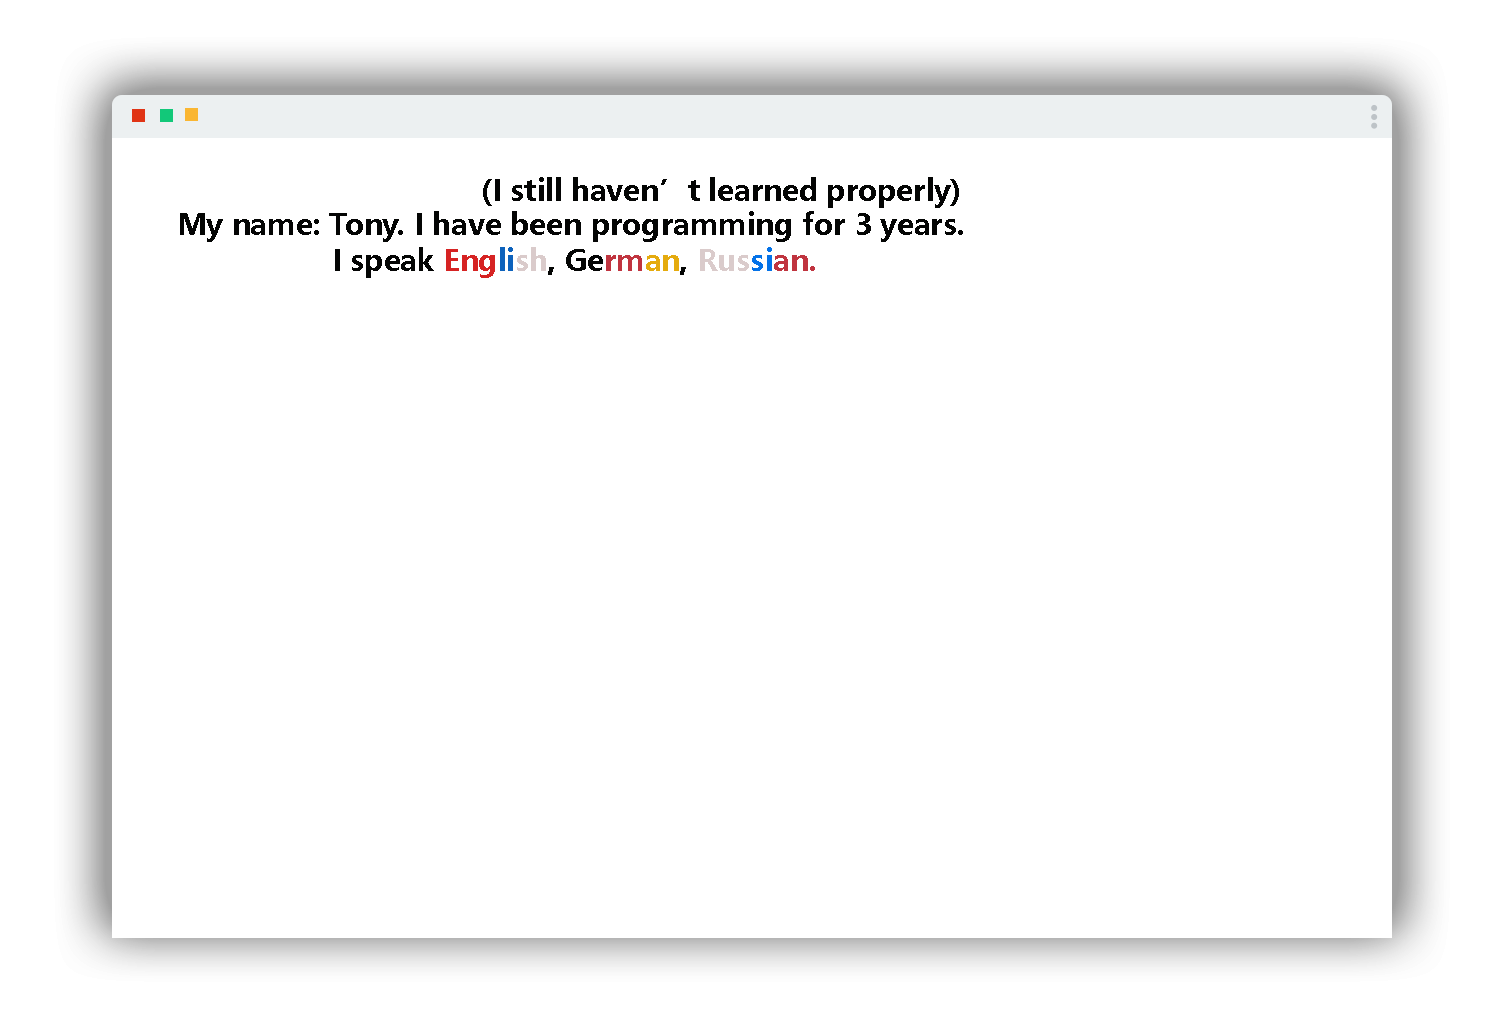 (I still haven’t learned properly)
My name: Tony. I have been programming for 3 years.
I speak English, German, Russian.